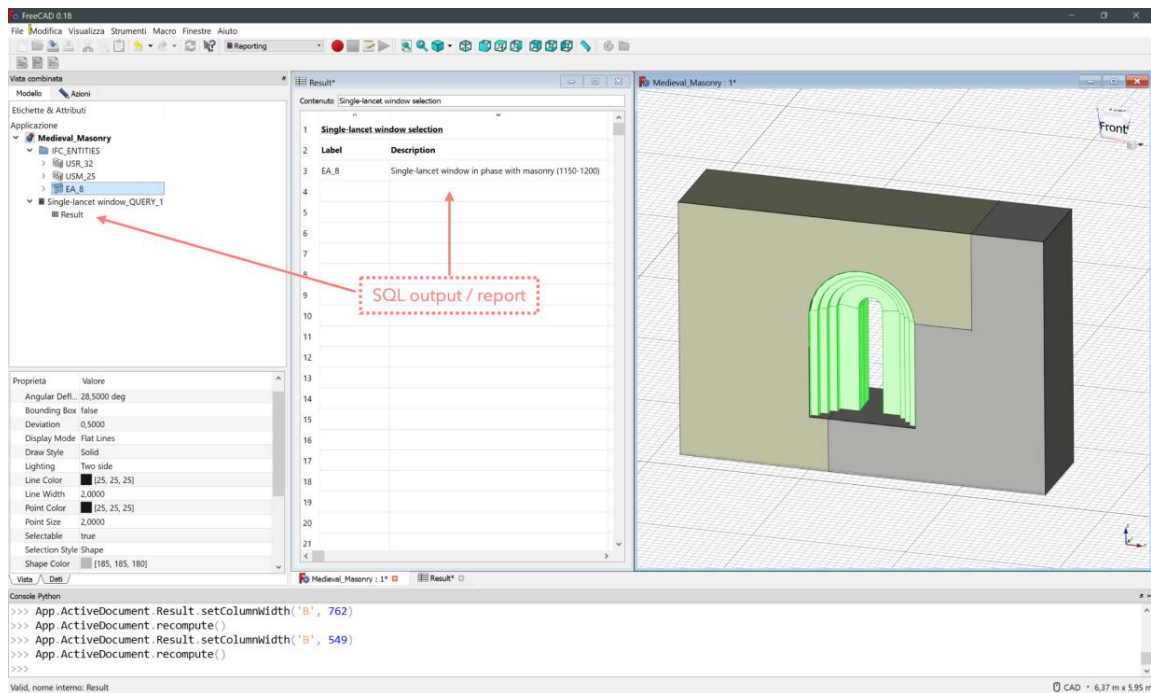 FreeCAD 0.18
File Modifica Visualizza Strumenti Macro Finestre Aiuto
Reporting
Vista combinata
Modello Azioni
Etichette & Attributi
Applicazione
Medieval_Masonry
IFC_ENTITIES
USR_32
USM_25
EA_8
Single-lancet window_QUERY_1
Result
Proprietà Valore
Angular Defl... 28,5000 deg
Bounding Box false
Deviation 0,5000
Display Mode Flat Lines
Draw Style Solid
Lighting Two side
Line Color [25, 25, 25]
Line Width 2,0000
Point Color [25, 25, 25]
Point Size 2,0000
Selectable true
Selection Style Shape
Shape Color [185, 185, 180]
Vista Dati
Result*
Contenuto Single-lancet window selection
1 Single-lancet window selection
2 Label Description
3 EA_8 Single-lancet window in phase with masonry (1150-1200)
4
5
6
7
8
9
10
11
12
13
14
15
16
17
18
19
20
21
SQL output / report
Medieval_Masonry : 1*
Front
Medieval_Masonry : 1* Result*
Console Python
>>> App.ActiveDocument.Result.setColumnWidth('B', 762)
>>> App.ActiveDocument.recompute()
>>> App.ActiveDocument.Result.setColumnWidth('B', 549)
>>> App.ActiveDocument.recompute()
>>>
Valid, nome interno: Result
CAD 6,37 m x 5,95 m